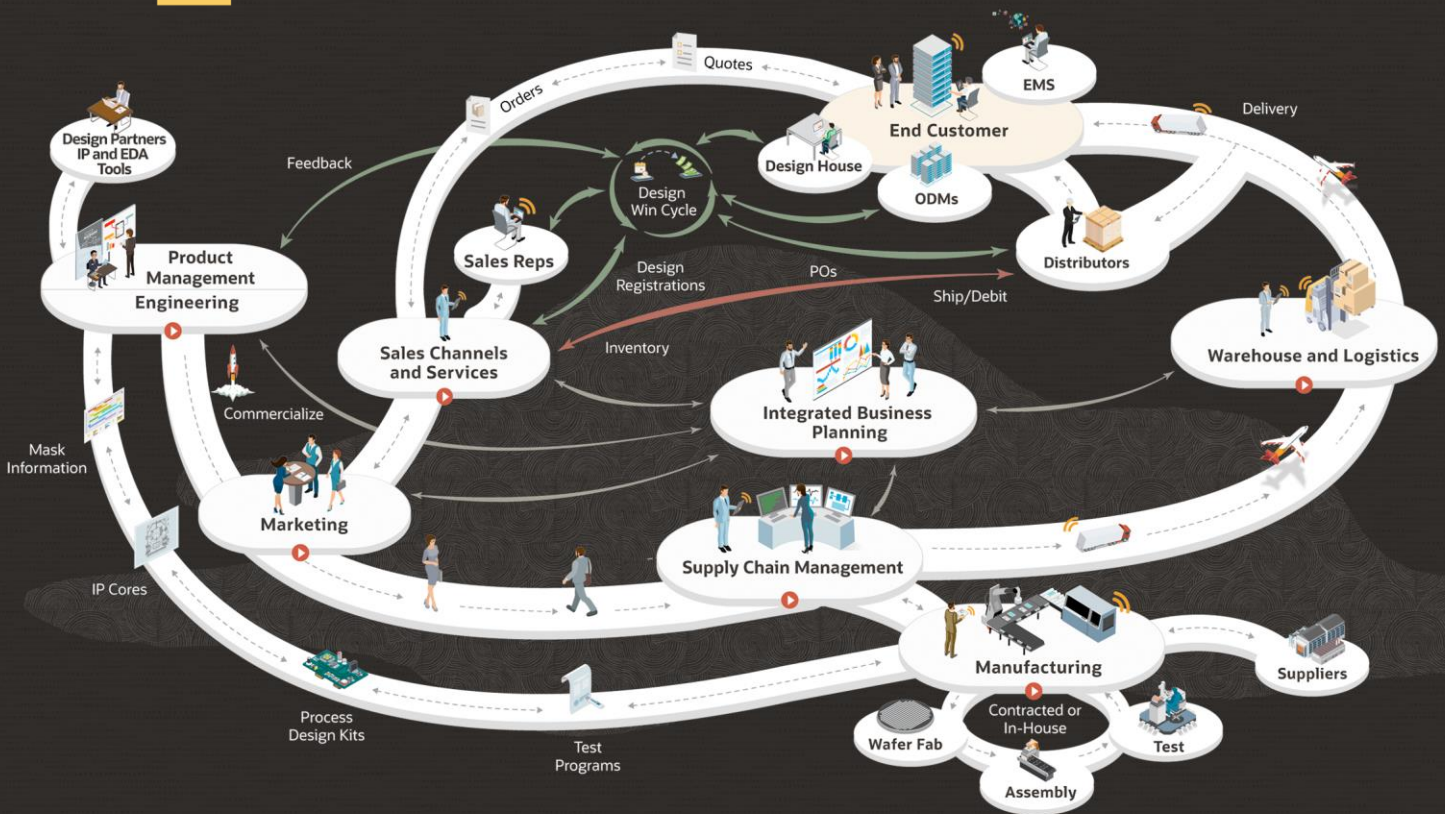 Quotes
EMS
Orders
End Customer
Delivery
Design Partners
IP and EDA
Tools
Feedback
Design House
Design
Win Cycle
ODMs
Sales Reps
Product
Management
Engineering
Design
Registrations
POs
Distributors
Ship/Debit
Sales Channels
and Services
Inventory
Warehouse and Logistics
Commercialize
Integrated Business
Planning
Mask
Information
Marketing
Supply Chain Management
IP Cores
Manufacturing
Suppliers
Process
Design Kits
Contracted or
In-House
Wafer Fab
Test
Test
Programs
Assembly